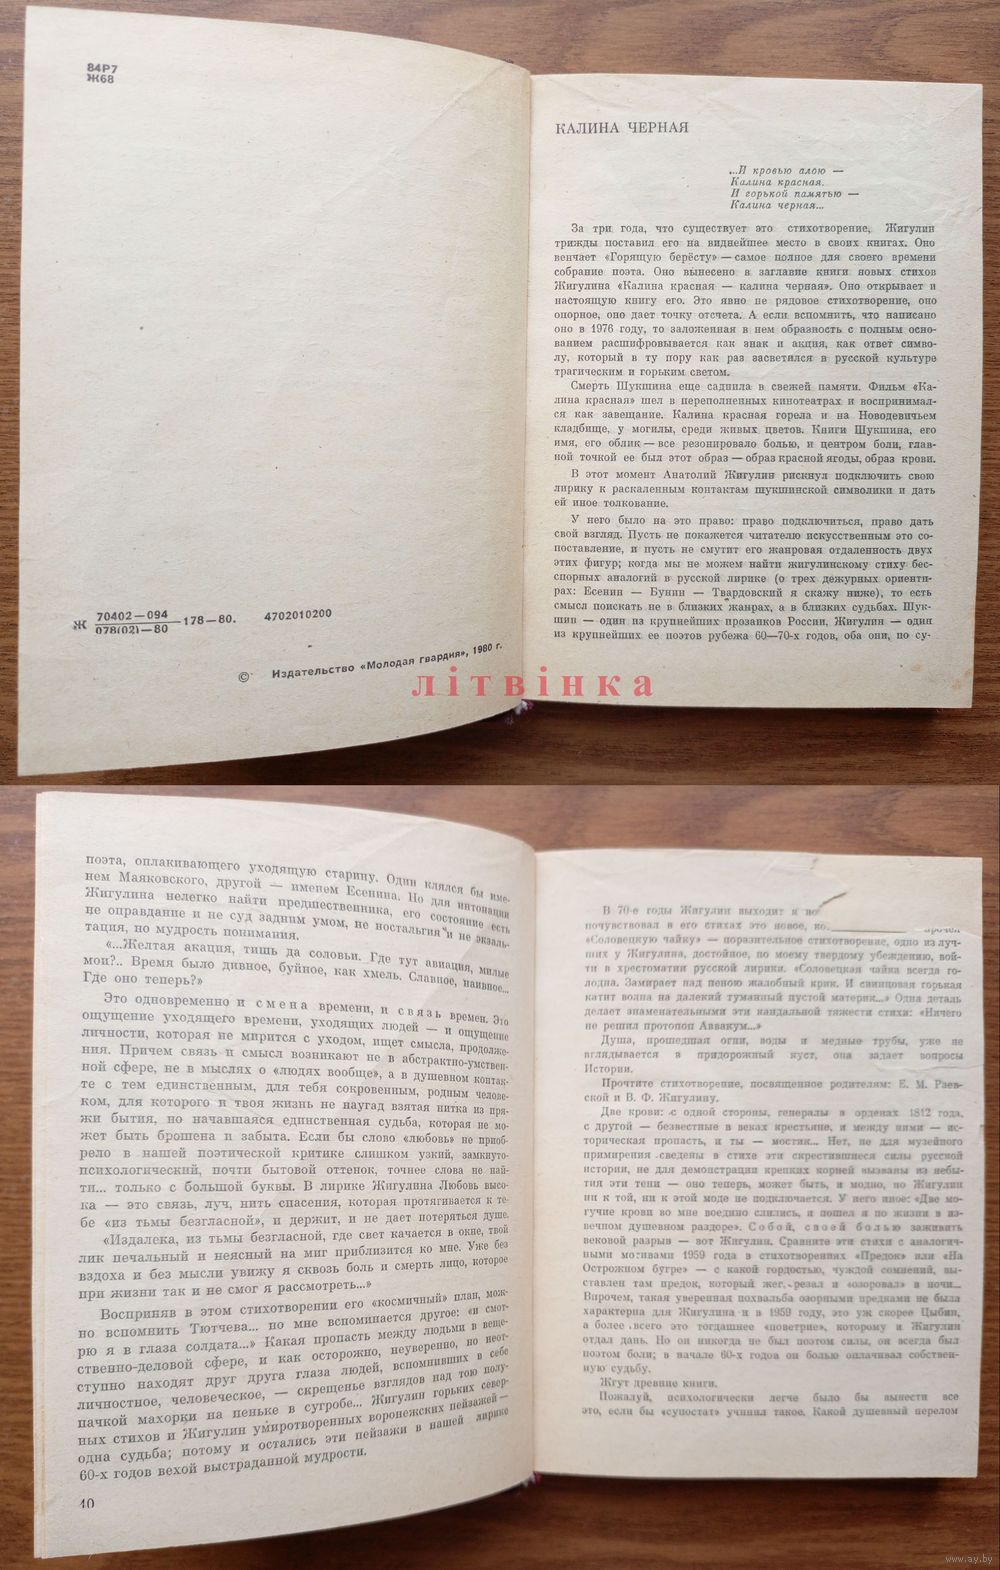 84Р7
Ж68
Ж 70402—094
078(02)—80
—178—80. 4702010200
© Издательство «Молодая гвардия», 1980 г.
КАЛИНА ЧЕРНАЯ
...И кровью алою —
Калина красная.
И горькой памятью —
Калина черная...
За три года, что существует это стихотворение, Жигулин
трижды поставил его на виднейшее место в своих книгах. Оно
венчает «Горящую берёсту» — самое полное для своего времени
собрание поэта. Оно вынесено в заглавие книги новых стихов
Жигулина «Калина красная — калина черная». Оно открывает и
настоящую книгу его. Это явно не рядовое стихотворение, оно
опорное, оно дает точку отсчета. А если вспомнить, что написано
оно в 1976 году, то заложенная в нем образность с полным осно-
ванием расшифровывается как знак и акция, как ответ симво-
лу, который в ту пору как раз засветился в русской культуре
трагическим и горьким светом.
Смерть Шукшина еще саднила в свежей памяти. Фильм «Ка-
лина красная» шел в переполненных кинотеатрах и воспринимал-
ся как завещание. Калина красная горела и на Новодевичьем
кладбище, у могилы, среди живых цветов. Книги Шукшина, его
имя, его облик — все резонировало болью, и центром боли, глав-
ной точкой ее был этот образ — образ красной ягоды, образ крови.
В этот момент Анатолий Жигулин рискнул подключить свою
лирику к раскаленным контактам шукшинской символики и дать
ей иное толкование.
У него было на это право: право подключиться, право дать
свой взгляд. Пусть не покажется читателю искусственным это со-
поставление, и пусть не смутит его жанровая отдаленность двух
этих фигур; когда мы не можем найти жигулинскому стиху бес-
спорных аналогий в русской лирике (о трех дежурных ориенти-
рах: Есенин — Бунин — Твардовский я скажу ниже), то есть
смысл поискать не в близких жанрах, а в близких судьбах. Шук-
шин — один из крупнейших прозаиков России, Жигулин — один
из крупнейших ее поэтов рубежа 60—70-х годов, оба они, по су-
літвінка
поэта, оплакивающего уходящую старину. Один клялся бы име-
нем Маяковского, другой — именем Есенина. Но для интонации
Жигулина нелегко найти предшественника, его состояние есть
не оправдание и не суд задним умом, не ностальгия и не экзаль-
тация, но мудрость понимания.
«...Желтая акация, тишь да соловьи. Где тут авиация, милые
мои?.. Время было дивное, буйное, как хмель. Славное, наивное...
Где оно теперь?»
Это одновременно и смена времени, и связь времен. Это
ощущение уходящего времени, уходящих людей — и ощущение
личности, которая не мирится с уходом, ищет смысла, продолже-
ния. Причем связь и смысл возникают не в абстрактно-умствен-
ной сфере, не в мыслях о «людях вообще», а в душевном контак-
те с тем единственным, для тебя сокровенным, родным челове-
ком, для которого и твоя жизнь не наугад взятая нитка из пря-
жи бытия, но начавшаяся единственная судьба, которая не мо-
жет быть брошена и забыта. Если бы слово «любовь» не приоб-
рело в нашей поэтической критике слишком узкий, замкнуто-
психологический, почти бытовой оттенок, точнее слова не най-
ти... только с большой буквы. В лирике Жигулина Любовь высо-
ка — это связь, луч, нить спасения, которая протягивается к те-
бе «из тьмы безгласной», и держит, и не дает потеряться душе.
«Издалека, из тьмы безгласной, где свет качается в окне, твой
лик печальный и неясный на миг приблизится ко мне. Уже без
вздоха и без мысли увижу я сквозь боль и смерть лицо, которое
при жизни так и не смог я рассмотреть...»
Восприняв в этом стихотворении его «космичный» план, мож-
но вспомнить Тютчева... но мне вспоминается другое: «и смот-
рю я в глаза солдата...» Какая пропасть между людьми в веще-
ственно-деловой сфере, и как осторожно, неуверенно, но неот-
ступно находят друг друга глаза людей, вспомнивших в себе
личностное, человеческое, — скрещенье взглядов над тою полу-
пачкой махорки на пеньке в сугробе... Жигулин горьких север-
ных стихов и Жигулин умиротворенных воронежских пейзажей —
одна судьба; потому и остались эти пейзажи в нашей лирике
60-х годов вехой выстраданной мудрости.
40
В 70-е годы Жигулин выходит к
почувствовал в его стихах это новое,
«Соловецкую чайку» — поразительное стихотворение, одно из луч-
ших у Жигулина, достойное, по моему твердому убеждению, вой-
ти в хрестоматии русской лирики. «Соловецкая чайка всегда го-
лодна. Замирает над пеною жалобный крик. И свинцовая горькая
катит волна на далекий туманный пустой материк...» Одна деталь
делает знаменательными эти кандальной тяжести стихи: «Ничего
не решил протопоп Аввакум...»
Душа, прошедшая огни, воды и медные трубы, уже не
вглядывается в придорожный куст, она задает вопросы
Истории.
Прочтите стихотворение, посвященное родителям: Е. М. Раев-
ской и В. Ф. Жигулину.
Две крови: с одной стороны, генералы в орденах 1812 года,
с другой — безвестные в веках крестьяне, и между ними — ис-
торическая пропасть, и ты — мостик... Нет, не для музейного
примирения сведены в стихе эти скрестившиеся силы русской
истории, не для демонстрации крепких корней вызваны из небы-
тия эти тени — оно теперь, может быть, и модно, но Жигулин
ни к той, ни к этой моде не подключается. У него иное: «Две мо-
гучие крови во мне воедино слились, и пошел я по жизни в из-
вечном душевном раздоре». Собой, своей болью заживить
вековой разрыв — вот Жигулин. Сравните эти стихи с аналогич-
ными мотивами 1959 года в стихотворениях «Предок» или «На
Острожном бугре» — с какой гордостью, чуждой сомнений, вы-
ставлен там предок, который жег, резал и «озоровал» в ночи...
Впрочем, такая уверенная похвальба озорными предками не была
характерна для Жигулина и в 1959 году, это уж скорее Цыбин,
а более всего это тогдашнее «поветрие», которому и Жигулин
отдал дань. Но он никогда не был поэтом силы, он всегда был
поэтом боли; в начале 60-х годов он болью оплачивал собствен-
ную судьбу.
Жгут древние книги.
Пожалуй, психологически легче было бы вынести все
это, если бы «супостат» учинил такое. Какой душевный перелом
www.ay.by